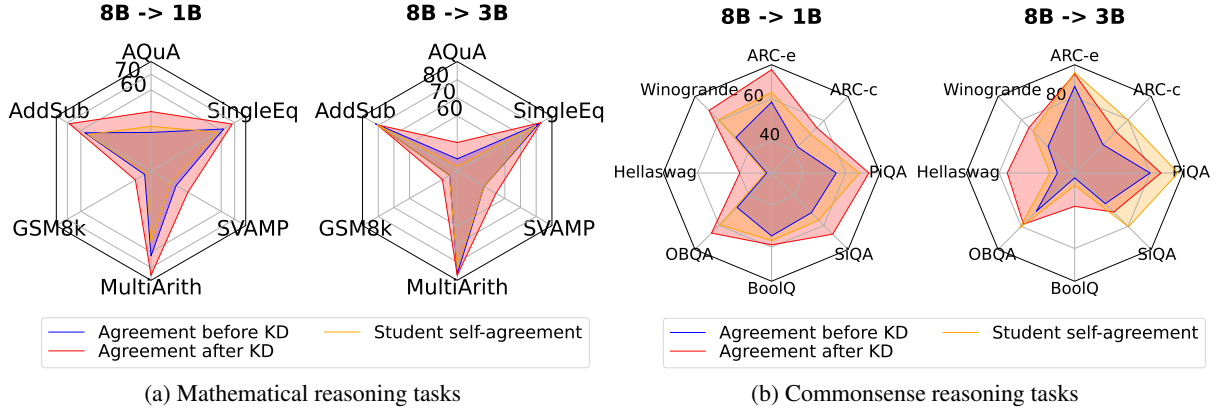 8B -> 1B
AQuA
70
60
AddSub
SingleEq
GSM8k
SVAMP
MultiArith
8B -> 3B
AQuA
80
70
60
AddSub
SingleEq
GSM8k
SVAMP
MultiArith
Agreement before KD
Agreement after KD
Student self-agreement
(a) Mathematical reasoning tasks
8B -> 1B
ARC-e
Winogrande
60
ARC-c
40
Hellaswag
PiQA
OBQA
SiQA
BoolQ
8B -> 3B
ARC-e
Winogrande
80
ARC-c
Hellaswag
PiQA
OBQA
SiQA
BoolQ
Agreement before KD
Agreement after KD
Student self-agreement
(b) Commonsense reasoning tasks